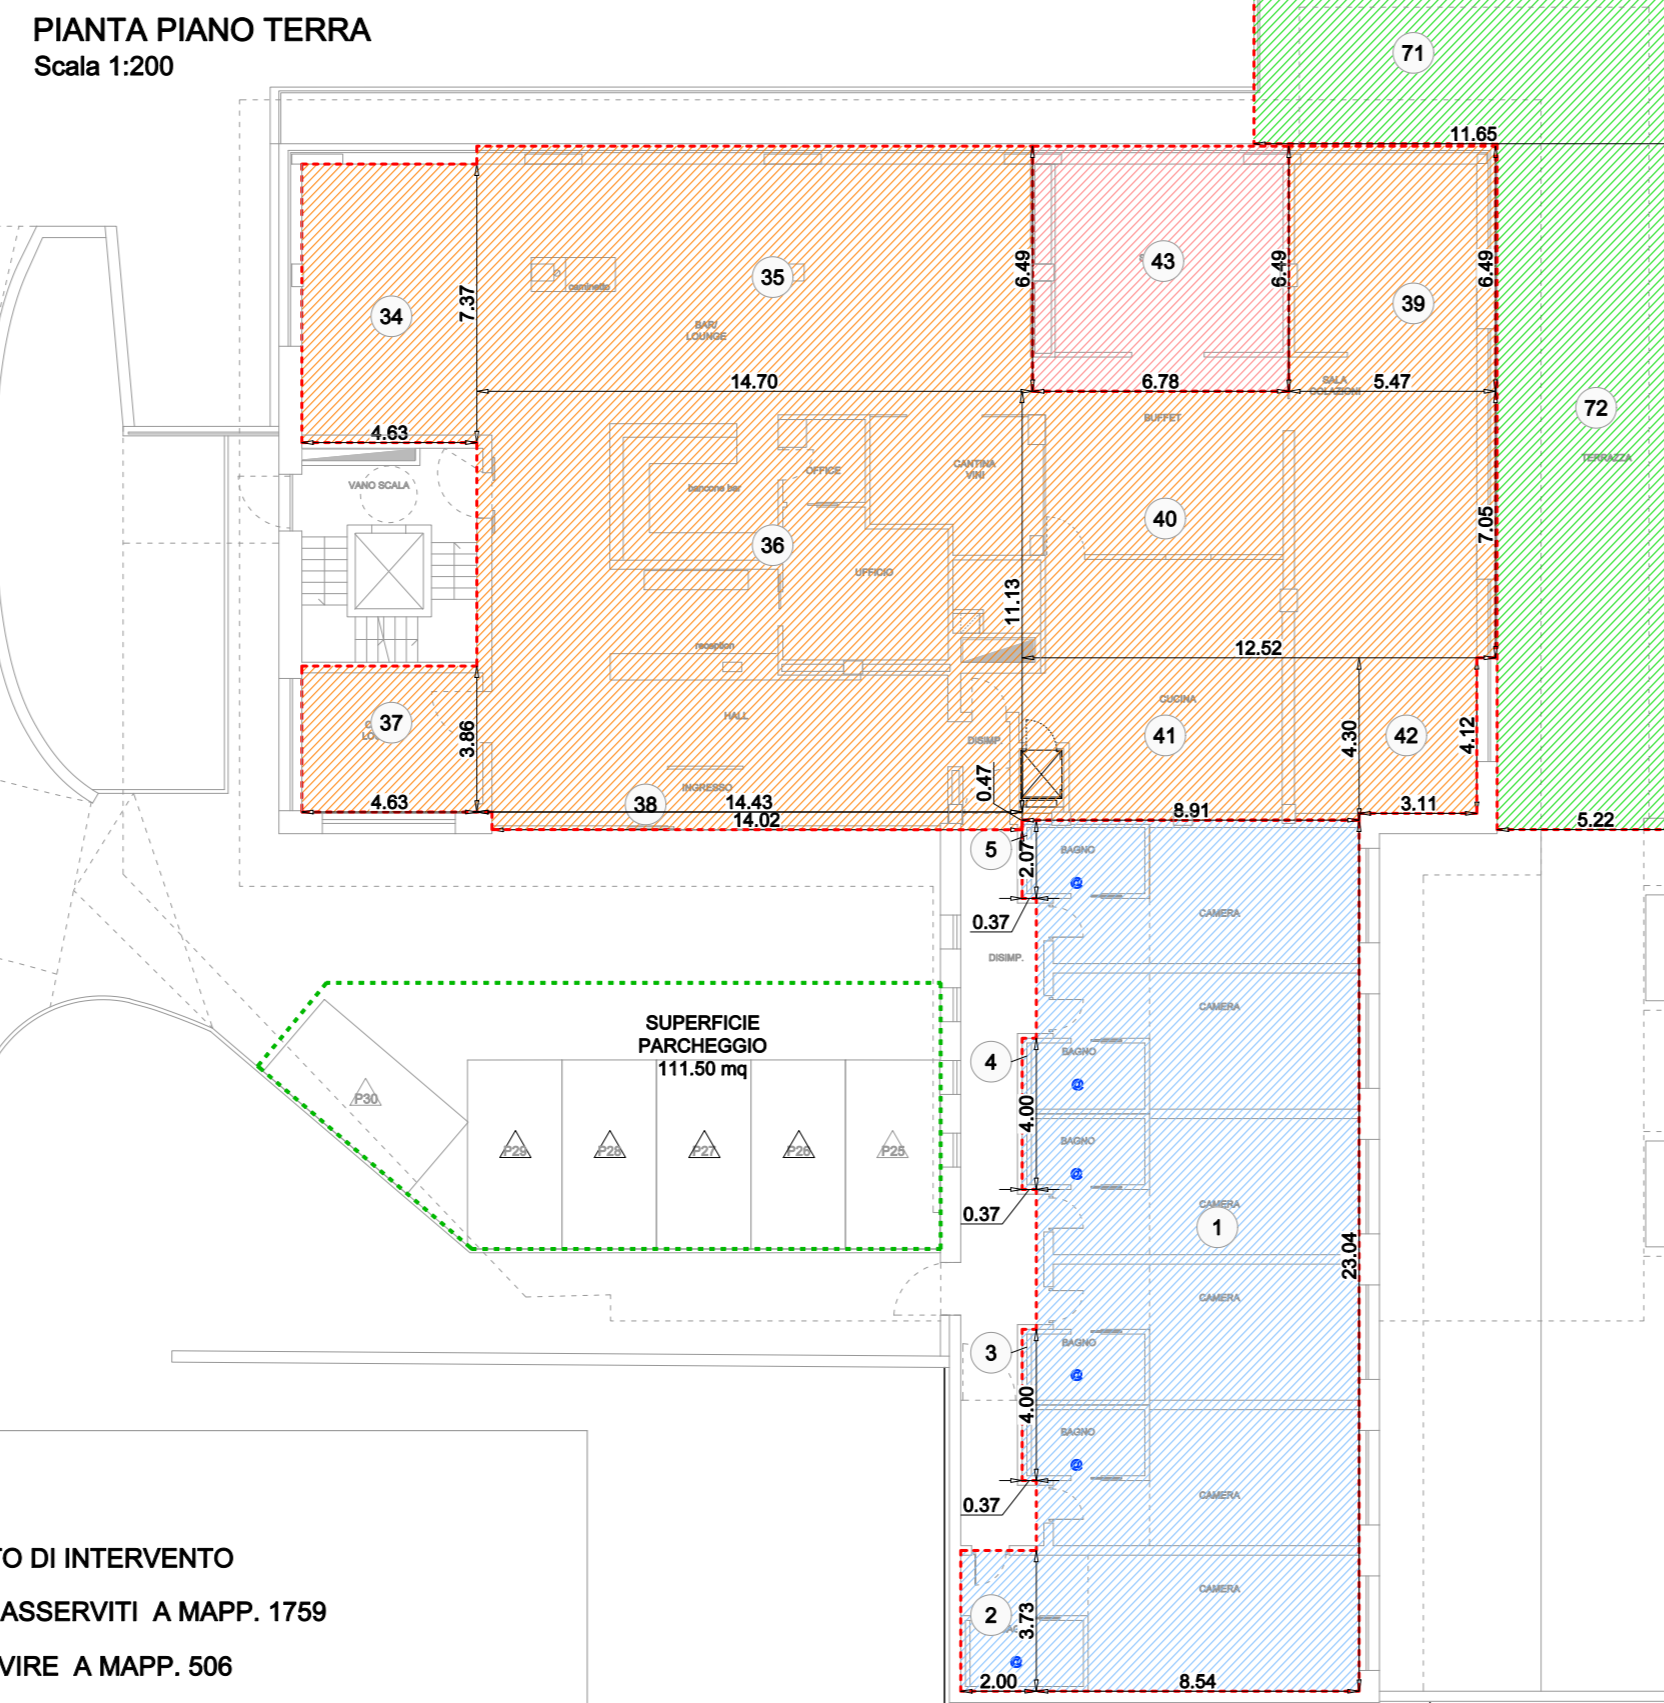 PIANTA PIANO TERRA
Scala 1:200
71
11.65
34
7.37
35
caminetto
BAR/
LOUNGE
6.49
43
6.49
39
6.49
14.70
6.78
5.47
SALA
COLAZIONI
72
TERRAZZA
4.63
VANO SCALA
BUFFET
OFFICE
CANTINA
VINI
bancone bar
36
UFFICIO
40
7.05
11.13
reception
12.52
37
3.86
HALL
DISIMP.
CUCINA
41
4.30
42
4.12
0.47
INGRESSO
4.63
38
14.43
14.02
8.91
3.11
5.22
5
2.07
BAGNO
0.37
CAMERA
DISIMP.
CAMERA
SUPERFICIE
PARCHEGGIO
111.50 mq
4
BAGNO
P30
4.00
P29
P28
P27
P26
P25
BAGNO
0.37
CAMERA
1
23.04
CAMERA
3
BAGNO
4.00
BAGNO
0.37
CAMERA
TO DI INTERVENTO
CAMERA
ASSERVITI A MAPP. 1759
2
3.73
VIRE A MAPP. 506
2.00
8.54